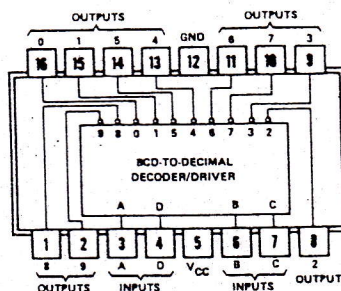 OUTPUTS OUTPUTS
0 1 5 4 GND 6 7 3
16 15 14 13 12 11 10 9
9 8 0 1 5 4 6 7 3 2
BCD-TO-DECIMAL
DECODER/DRIVER
A D B C
1 2 3 4 5 6 7 8
8 9 A D VCC B C 2
OUTPUTS INPUTS INPUTS OUTPUT